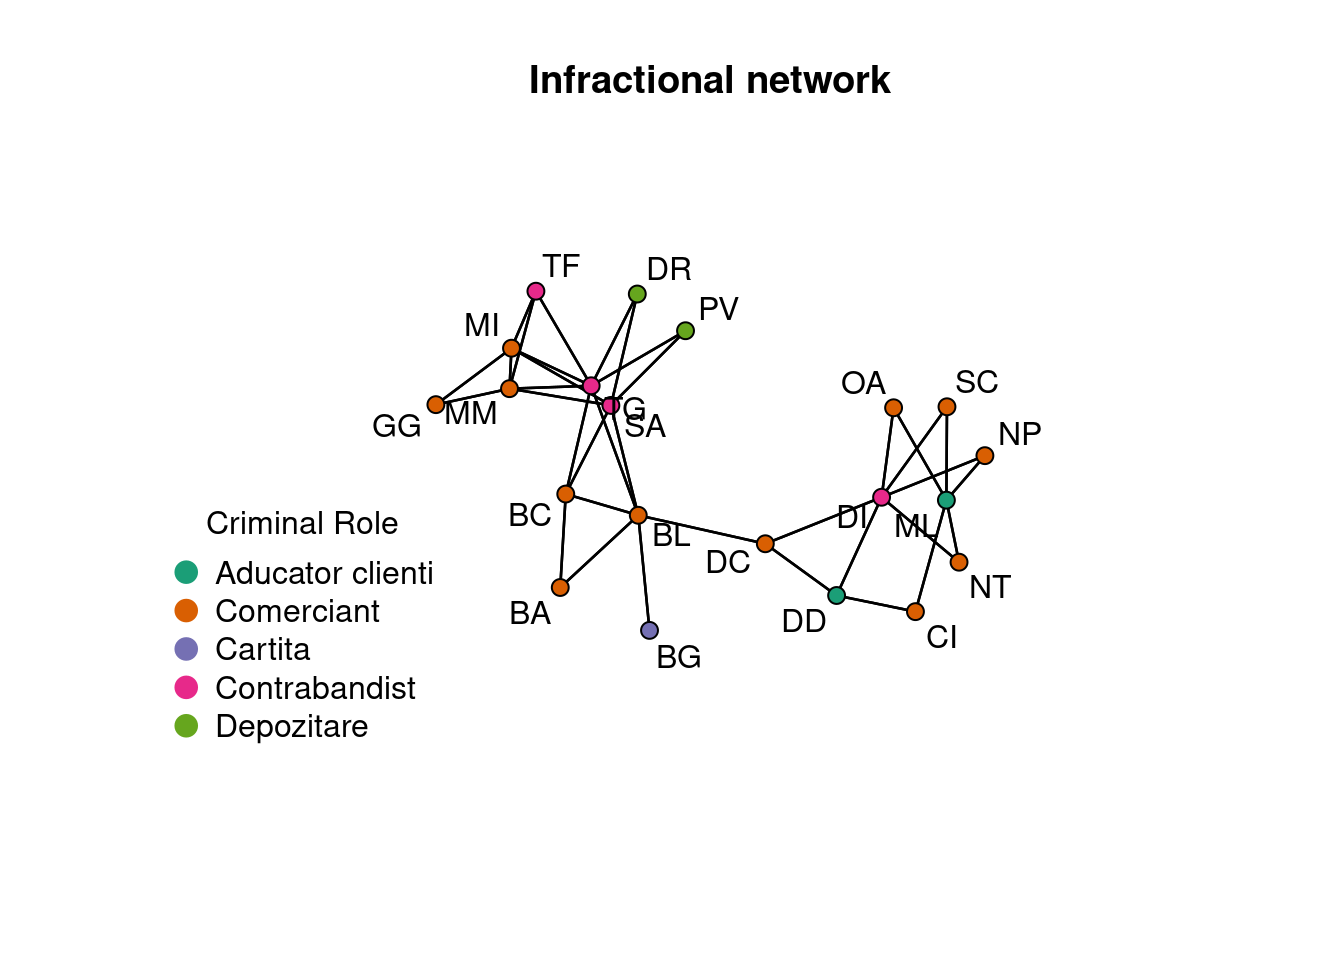 Infractional network
TF
DR
PV
MI
OA
SC
GG
MM
SA
NP
BC
BL
DI
ML
DC
NT
BA
DD
CI
BG
Criminal Role
Aducator clienti
Comerciant
Cartita
Contrabandist
Depozitare